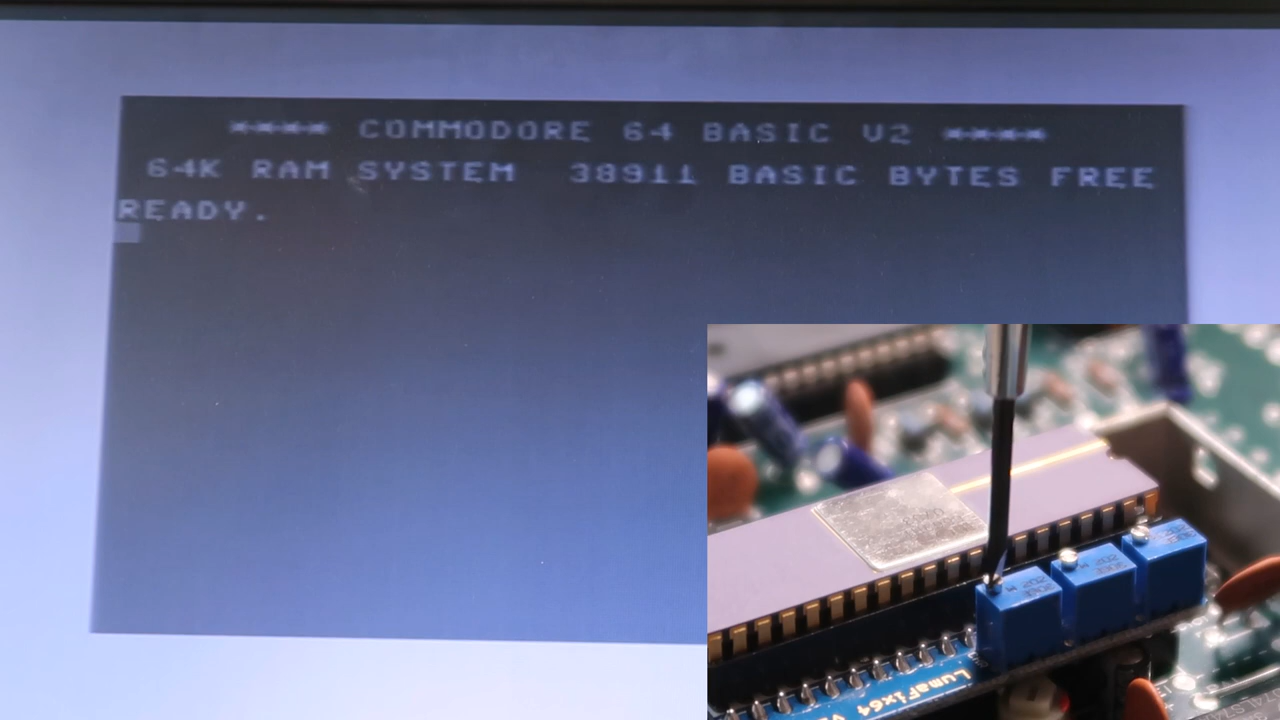 **** COMMODORE 64 BASIC V2 ****
64K RAM SYSTEM 38911 BASIC BYTES FREE
READY.
LumaFix64